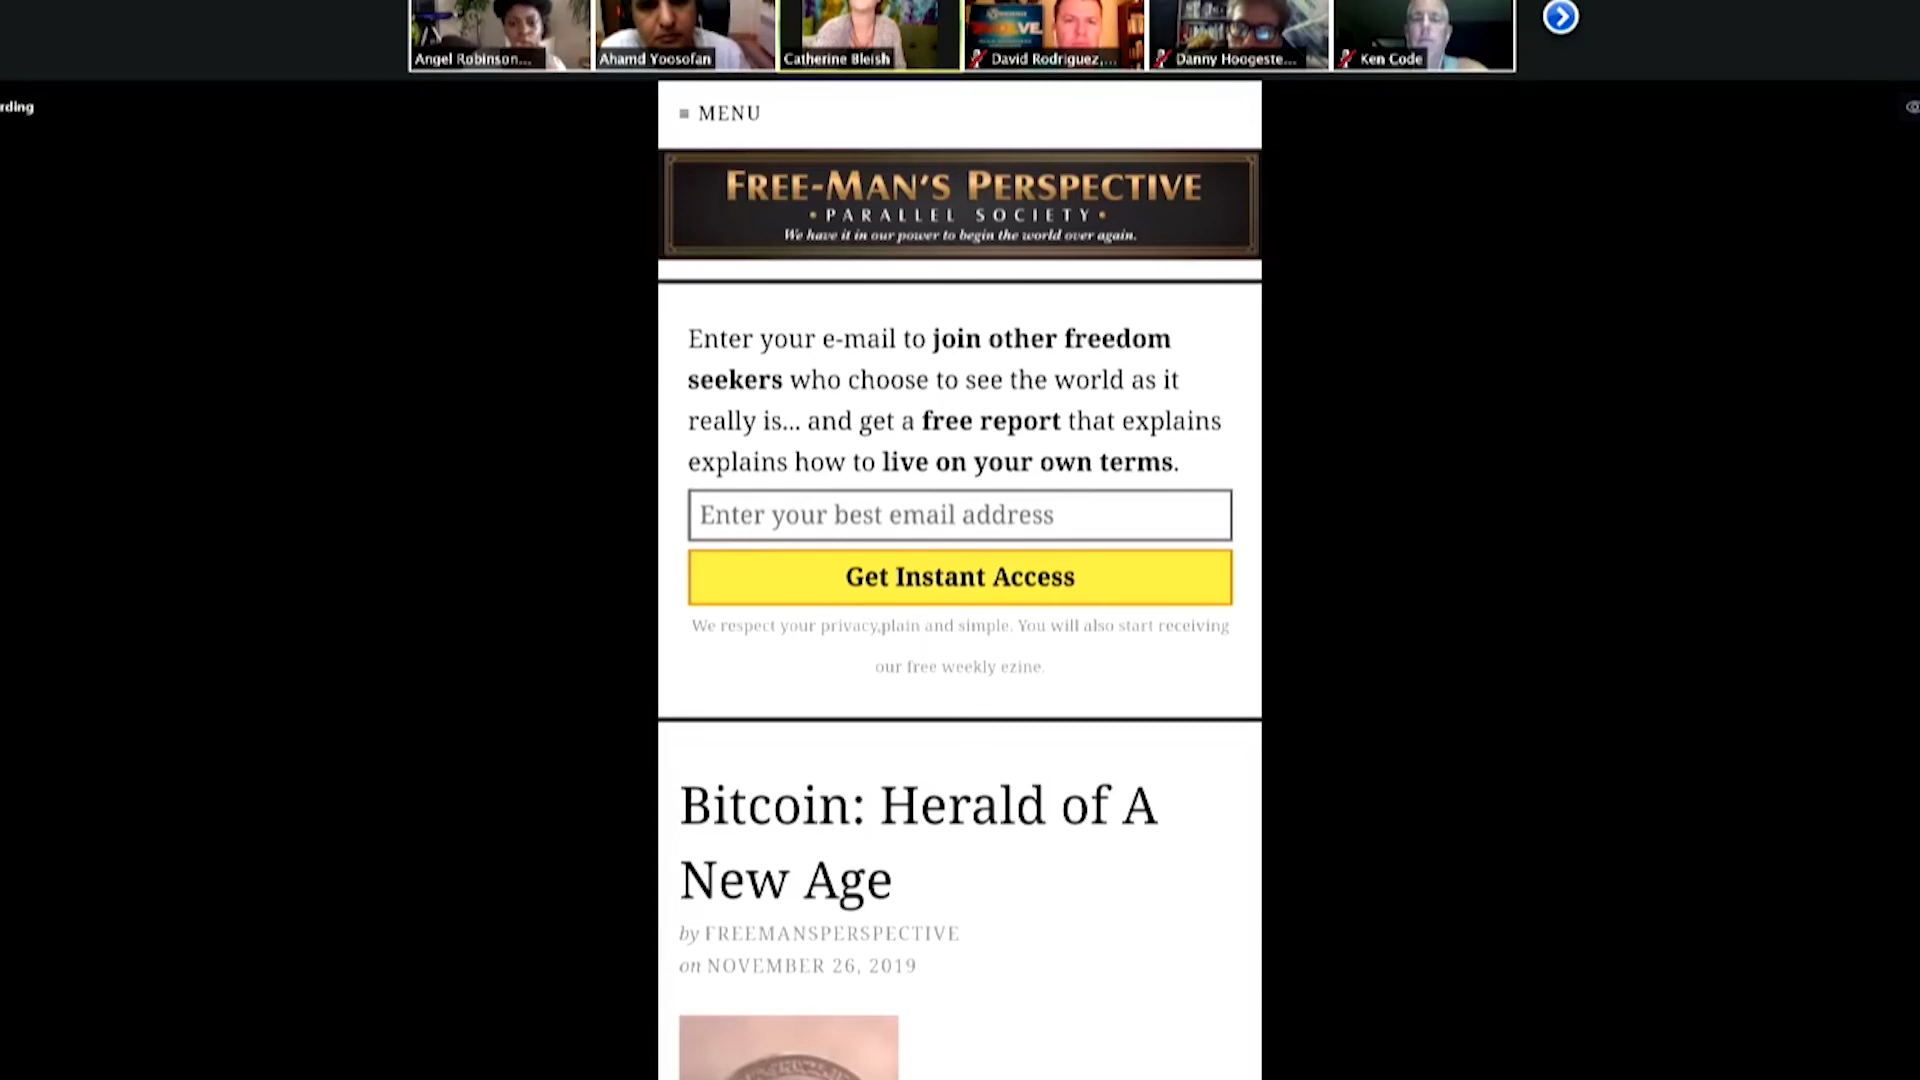 Angel Robinson...
Ahamd Yoosofan
Catherine Bleish
David Rodriguez,...
Danny Hoogeste...
Ken Code
rding
≡ MENU
FREE-MAN'S PERSPECTIVE
• PARALLEL SOCIETY •
We have it in our power to begin the world over again.
Enter your e-mail to join other freedom
seekers who choose to see the world as it
really is... and get a free report that explains
explains how to live on your own terms.
Enter your best email address
Get Instant Access
We respect your privacy,plain and simple. You will also start receiving
our free weekly ezine.
Bitcoin: Herald of A
New Age
by FREEMANSPERSPECTIVE
on NOVEMBER 26, 2019